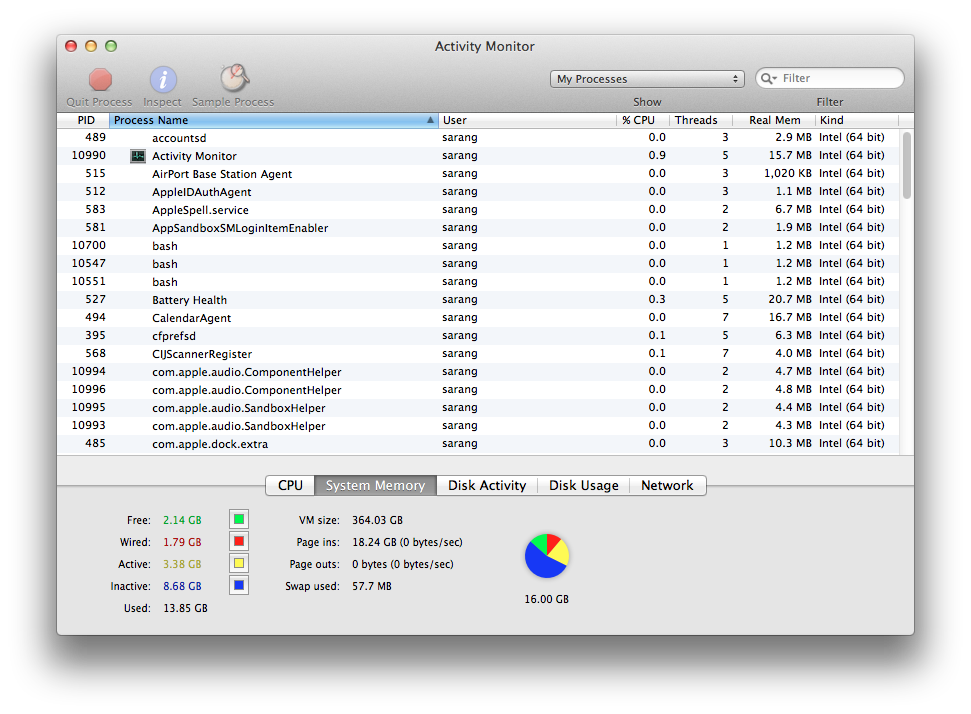 Activity Monitor
Quit Process Inspect Sample Process My Processes Filter
Show Filter
PID Process Name User % CPU Threads Real Mem Kind
489 accountsd sarang 0.0 3 2.9 MB Intel (64 bit)
10990 Activity Monitor sarang 0.9 5 15.7 MB Intel (64 bit)
515 AirPort Base Station Agent sarang 0.0 3 1,020 KB Intel (64 bit)
512 AppleIDAuthAgent sarang 0.0 3 1.1 MB Intel (64 bit)
583 AppleSpell.service sarang 0.0 2 6.7 MB Intel (64 bit)
581 AppSandboxSMLoginItemEnabler sarang 0.0 2 1.9 MB Intel (64 bit)
10700 bash sarang 0.0 1 1.2 MB Intel (64 bit)
10547 bash sarang 0.0 1 1.2 MB Intel (64 bit)
10551 bash sarang 0.0 1 1.2 MB Intel (64 bit)
527 Battery Health sarang 0.3 5 20.7 MB Intel (64 bit)
494 CalendarAgent sarang 0.0 7 16.7 MB Intel (64 bit)
395 cfprefsd sarang 0.1 5 6.3 MB Intel (64 bit)
568 CIJScannerRegister sarang 0.1 7 4.0 MB Intel (64 bit)
10994 com.apple.audio.ComponentHelper sarang 0.0 2 4.7 MB Intel (64 bit)
10996 com.apple.audio.ComponentHelper sarang 0.0 2 4.8 MB Intel (64 bit)
10995 com.apple.audio.SandboxHelper sarang 0.0 2 4.4 MB Intel (64 bit)
10993 com.apple.audio.SandboxHelper sarang 0.0 2 4.3 MB Intel (64 bit)
485 com.apple.dock.extra sarang 0.0 3 10.3 MB Intel (64 bit)
CPU System Memory Disk Activity Disk Usage Network
Free: 2.14 GB VM size: 364.03 GB
Wired: 1.79 GB Page ins: 18.24 GB (0 bytes/sec)
Active: 3.38 GB Page outs: 0 bytes (0 bytes/sec)
Inactive: 8.68 GB Swap used: 57.7 MB
Used: 13.85 GB 16.00 GB